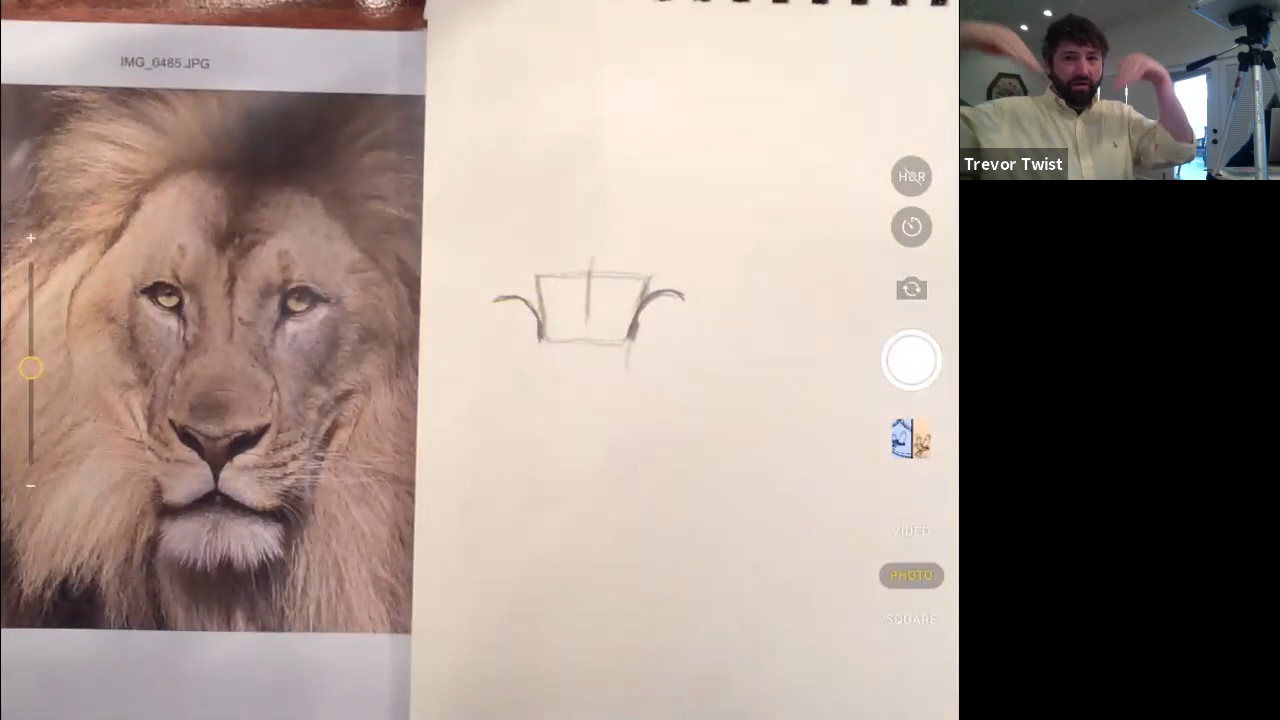 IMG_0485.JPG
Trevor Twist
HDR
VIDEO
PHOTO
SQUARE